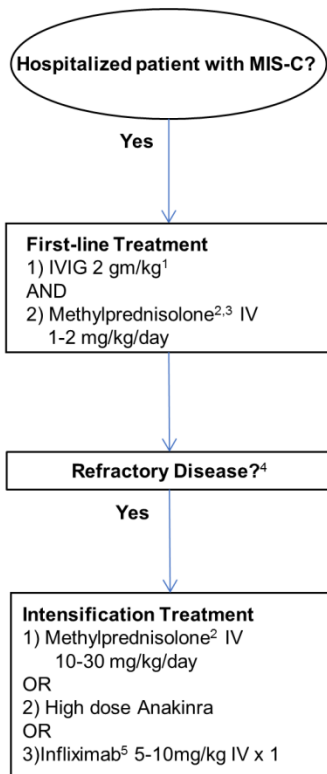 Hospitalized patient with MIS-C?
Yes
First-line Treatment
1) IVIG 2 gm/kg¹
AND
2) Methylprednisolone²,³ IV
1-2 mg/kg/day
Refractory Disease?⁴
Yes
Intensification Treatment
1) Methylprednisolone² IV
10-30 mg/kg/day
OR
2) High dose Anakinra
OR
3)Infliximab⁵ 5-10mg/kg IV x 1